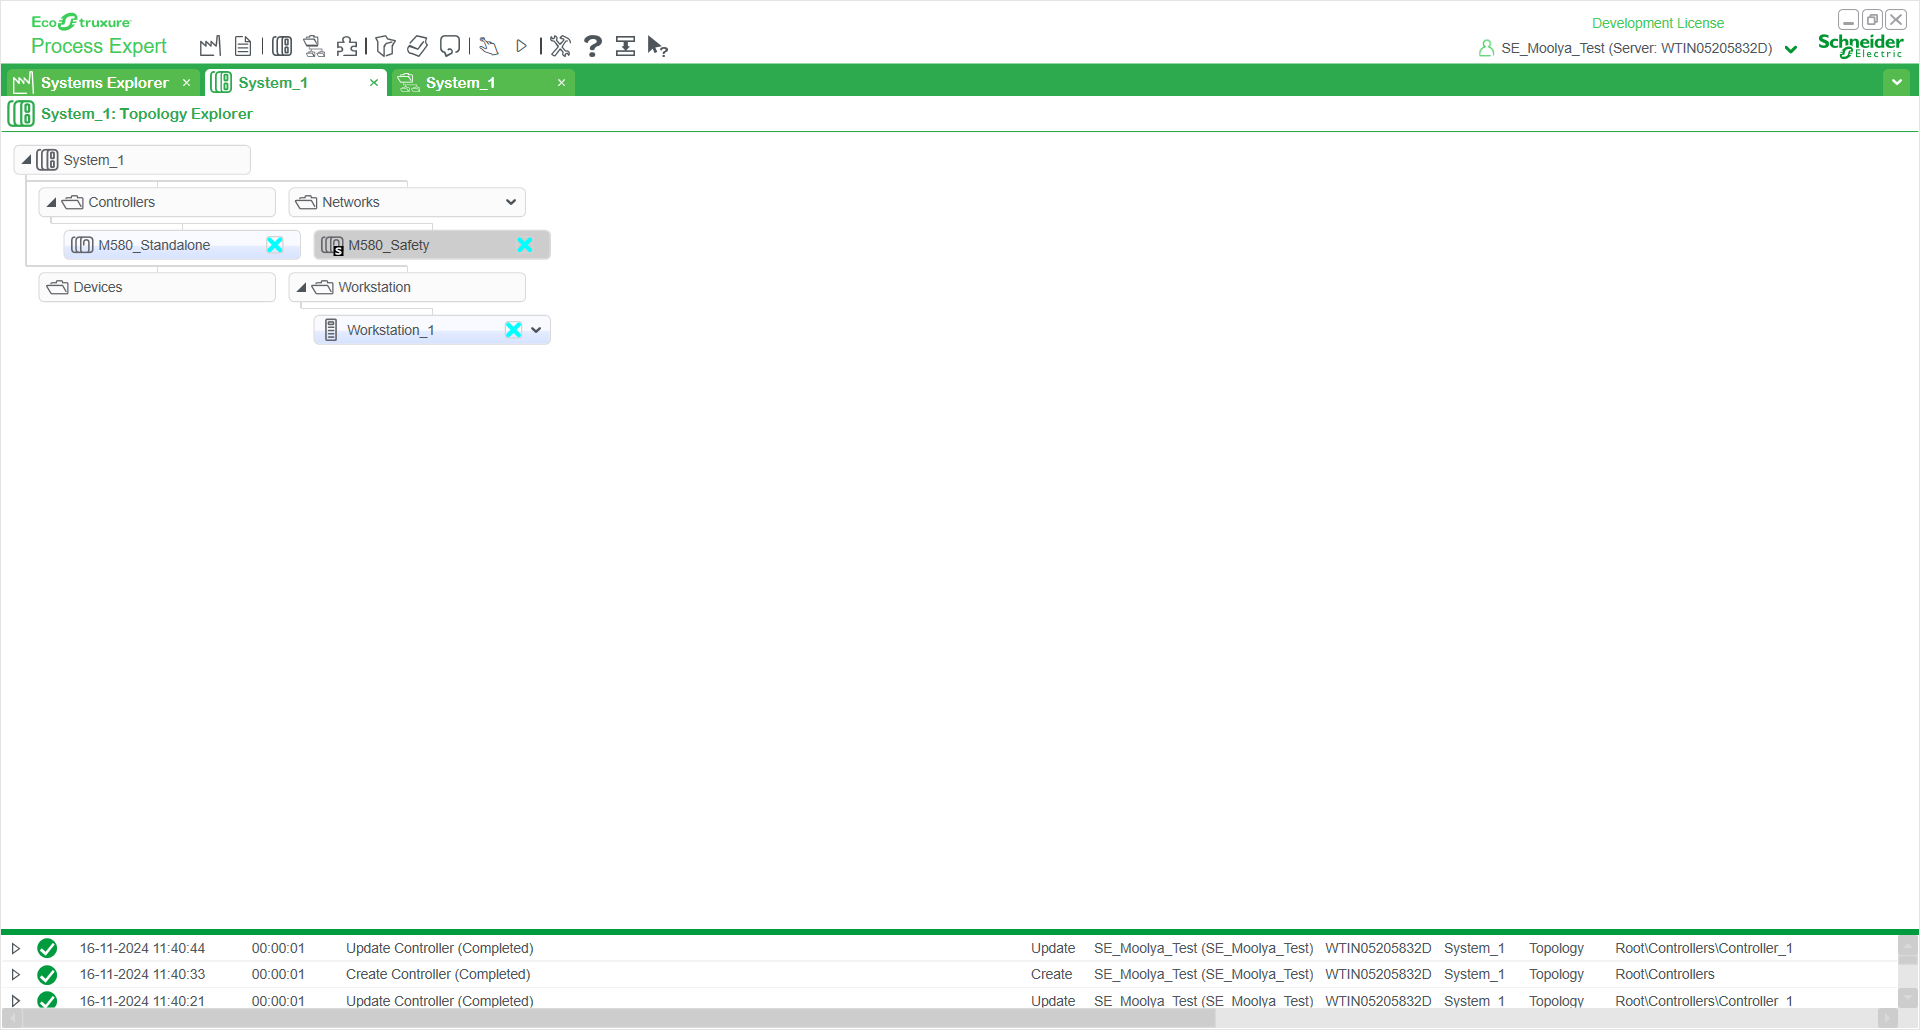 EcoStruxure
Process Expert
Development License
SE_Moolya_Test (Server: WTIN05205832D)
Schneider
Electric
Systems Explorer
System_1
System_1
System_1: Topology Explorer
System_1
Controllers
Networks
M580_Standalone
M580_Safety
Devices
Workstation
Workstation_1
16-11-2024 11:40:44 00:00:01 Update Controller (Completed) Update SE_Moolya_Test (SE_Moolya_Test) WTIN05205832D System_1 Topology Root\Controllers\Controller_1
16-11-2024 11:40:33 00:00:01 Create Controller (Completed) Create SE_Moolya_Test (SE_Moolya_Test) WTIN05205832D System_1 Topology Root\Controllers
16-11-2024 11:40:21 00:00:01 Update Controller (Completed) Update SE_Moolya_Test (SE_Moolya_Test) WTIN05205832D System_1 Topology Root\Controllers\Controller_1